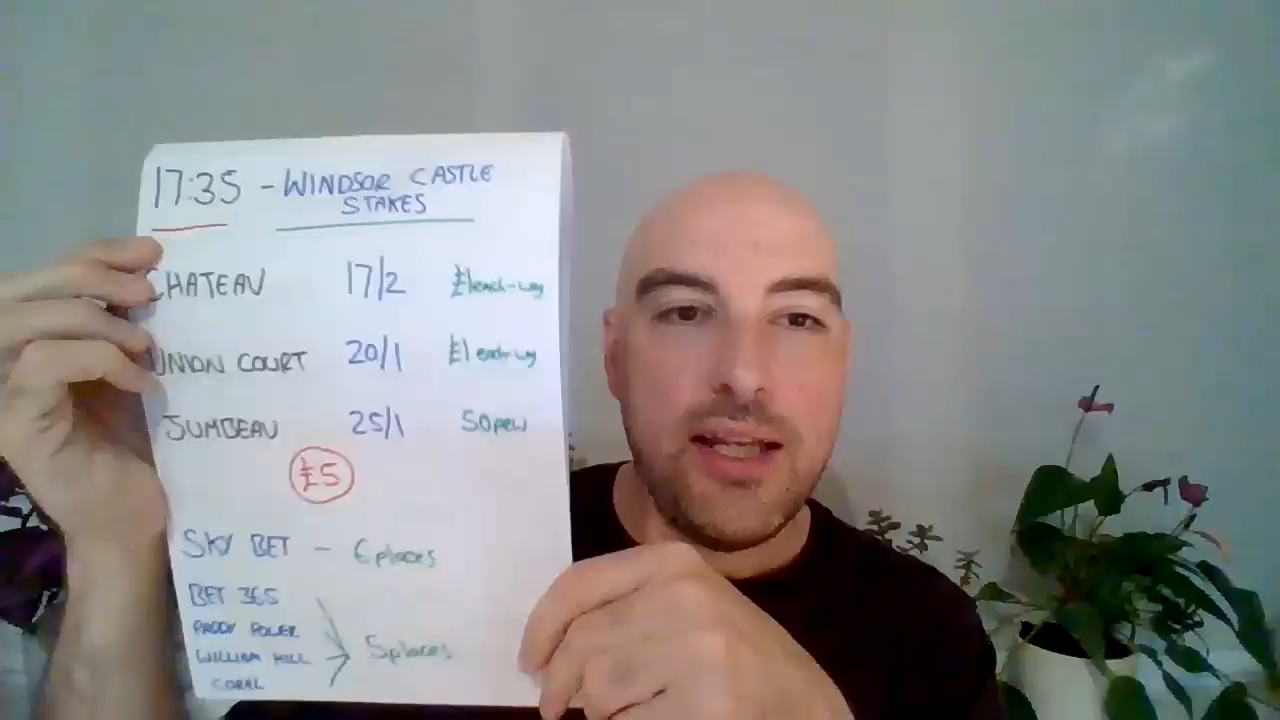 17:35 - WINDSOR CASTLE
STAKES
CHATEAU 17/2 £1 each-way
UNION COURT 20/1 £1 each-way
JUMBEAU 25/1 50p ew
£5
SKY BET - 6 places
BET 365
PADDY POWER
WILLIAM HILL
CORAL
5 places